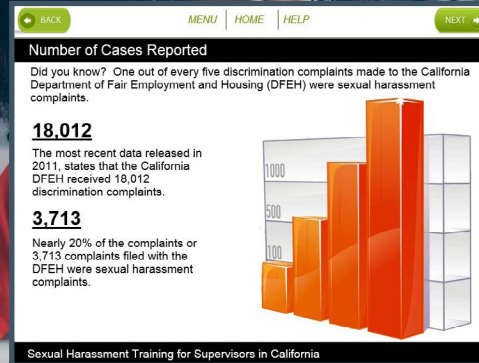 BACK MENU HOME HELP NEXT
Number of Cases Reported
Did you know? One out of every five discrimination complaints made to the California
Department of Fair Employment and Housing (DFEH) were sexual harassment
complaints.
18,012
The most recent data released in
2011, states that the California
DFEH received 18,012
discrimination complaints.
3,713
Nearly 20% of the complaints or
3,713 complaints filed with the
DFEH were sexual harassment
complaints.
1000
500
100
Sexual Harassment Training for Supervisors in California